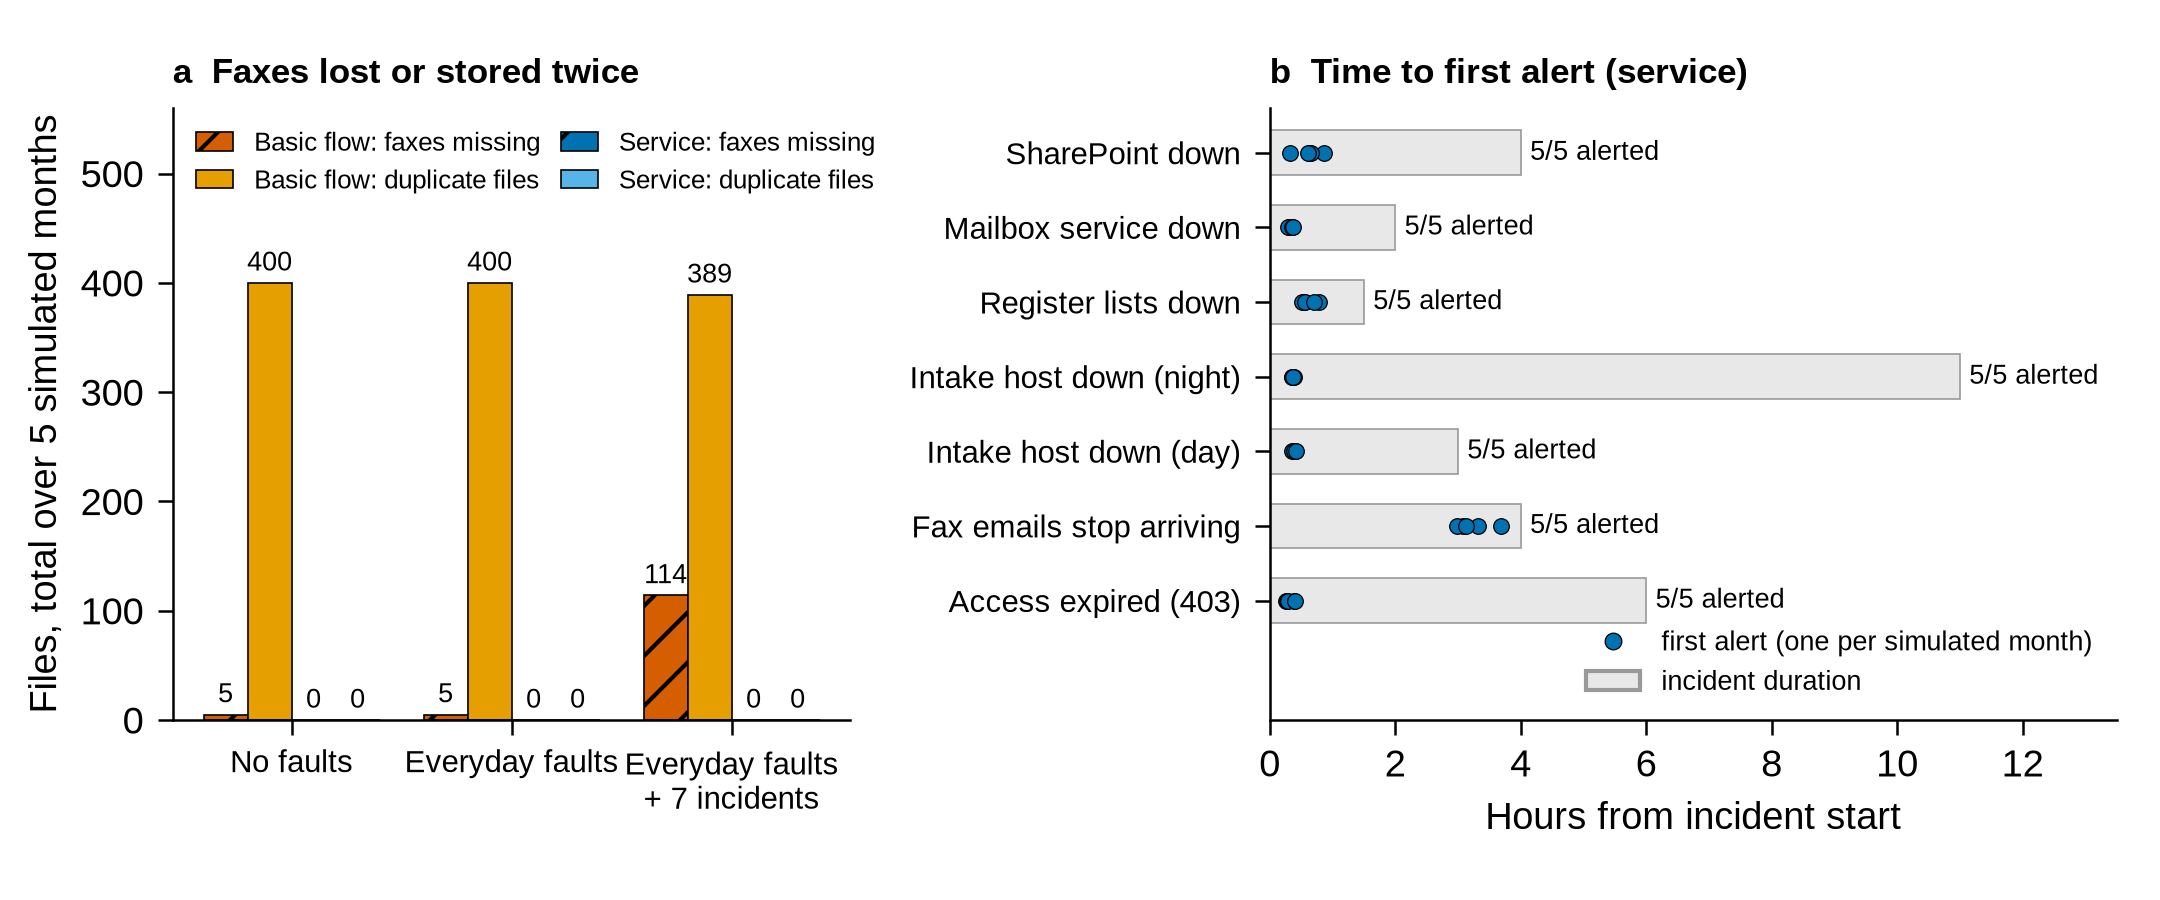 a Faxes lost or stored twice
Files, total over 5 simulated months
500
400
300
200
100
0
Basic flow: faxes missing
Basic flow: duplicate files
Service: faxes missing
Service: duplicate files
5
400
0
0
5
400
0
0
114
389
0
0
No faults
Everyday faults
Everyday faults
+ 7 incidents
b Time to first alert (service)
SharePoint down
5/5 alerted
Mailbox service down
5/5 alerted
Register lists down
5/5 alerted
Intake host down (night)
5/5 alerted
Intake host down (day)
5/5 alerted
Fax emails stop arriving
5/5 alerted
Access expired (403)
5/5 alerted
first alert (one per simulated month)
incident duration
0
2
4
6
8
10
12
Hours from incident start